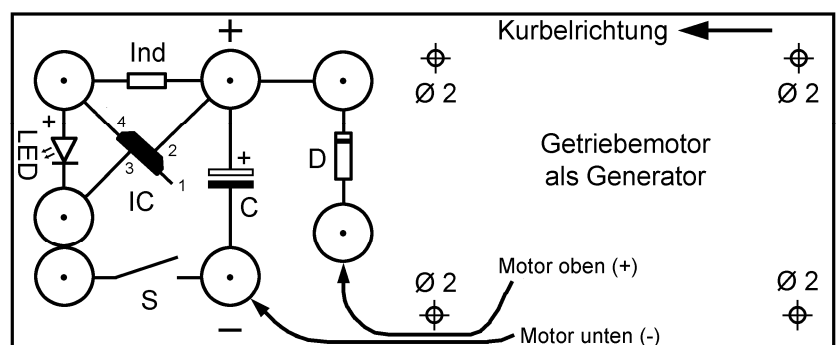 Kurbelrichtung
+
Ind
Ø 2
Ø 2
+
LED
4
3
2
1
IC
+
C
D
Getriebemotor
als Generator
S
–
Ø 2
Ø 2
Motor oben (+)
Motor unten (-)